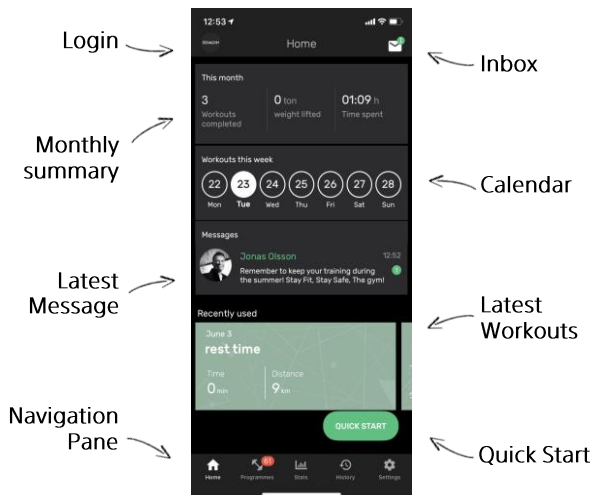 Login
Monthly
summary
Latest
Message
Navigation
Pane
12:53
Home
This month
3
Workouts
completed
0 ton
weight lifted
01:09 h
Time spent
Workouts this week
22 23 24 25 26 27 28
Mon Tue Wed Thu Fri Sat Sun
Messages
Jonas Olsson 12:52
Remember to keep your training during 1
the summer! Stay Fit, Stay Safe, The gym!
Recently used
June 3
rest time
Time Distance
0 min 9 km
QUICK START
61
Home Programmes Stats History Settings
Inbox
Calendar
Latest
Workouts
Quick Start